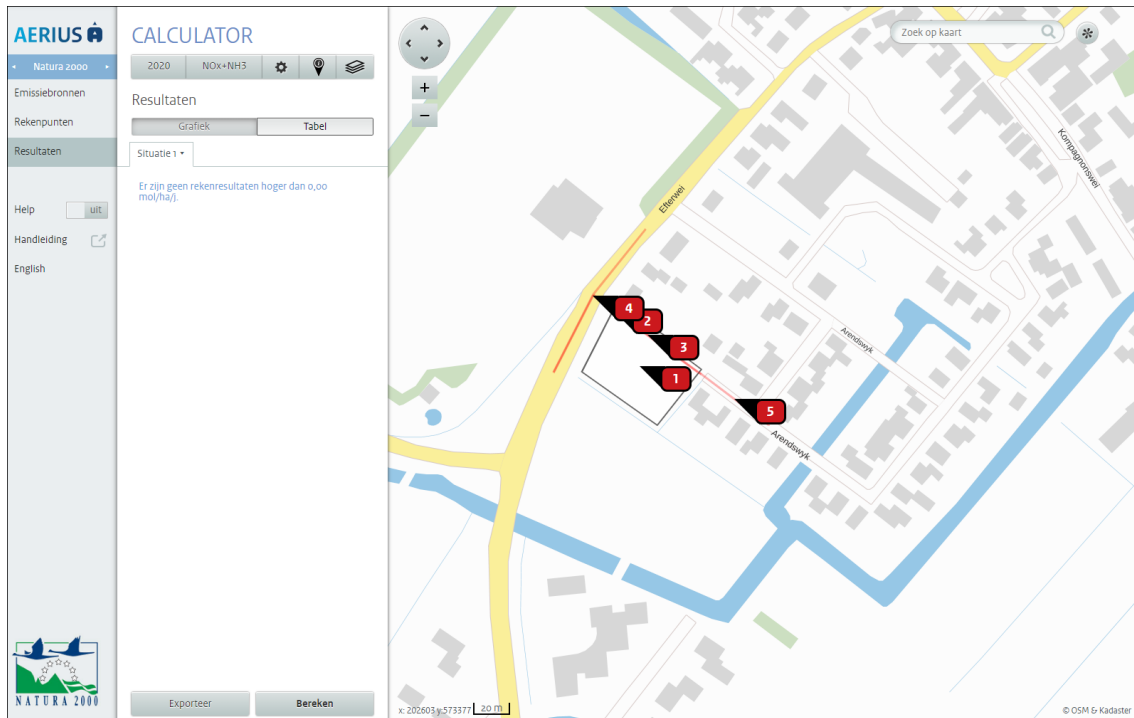 AERIUS
CALCULATOR
Natura 2000
2020
NOx+NH3
Emissiebronnen
Rekenpunten
Resultaten
Help
uit
Handleiding
English
NATURA 2000
Resultaten
Grafiek
Tabel
Situatie 1
Er zijn geen rekenresultaten hoger dan 0,00
mol/ha/j.
Exporteer
Bereken
+
−
Zoek op kaart
Kompagnonswei
Efterwei
4
2
3
1
5
Arendswyk
Arendswyk
x: 202603 y:573377
20 m
© OSM & Kadaster